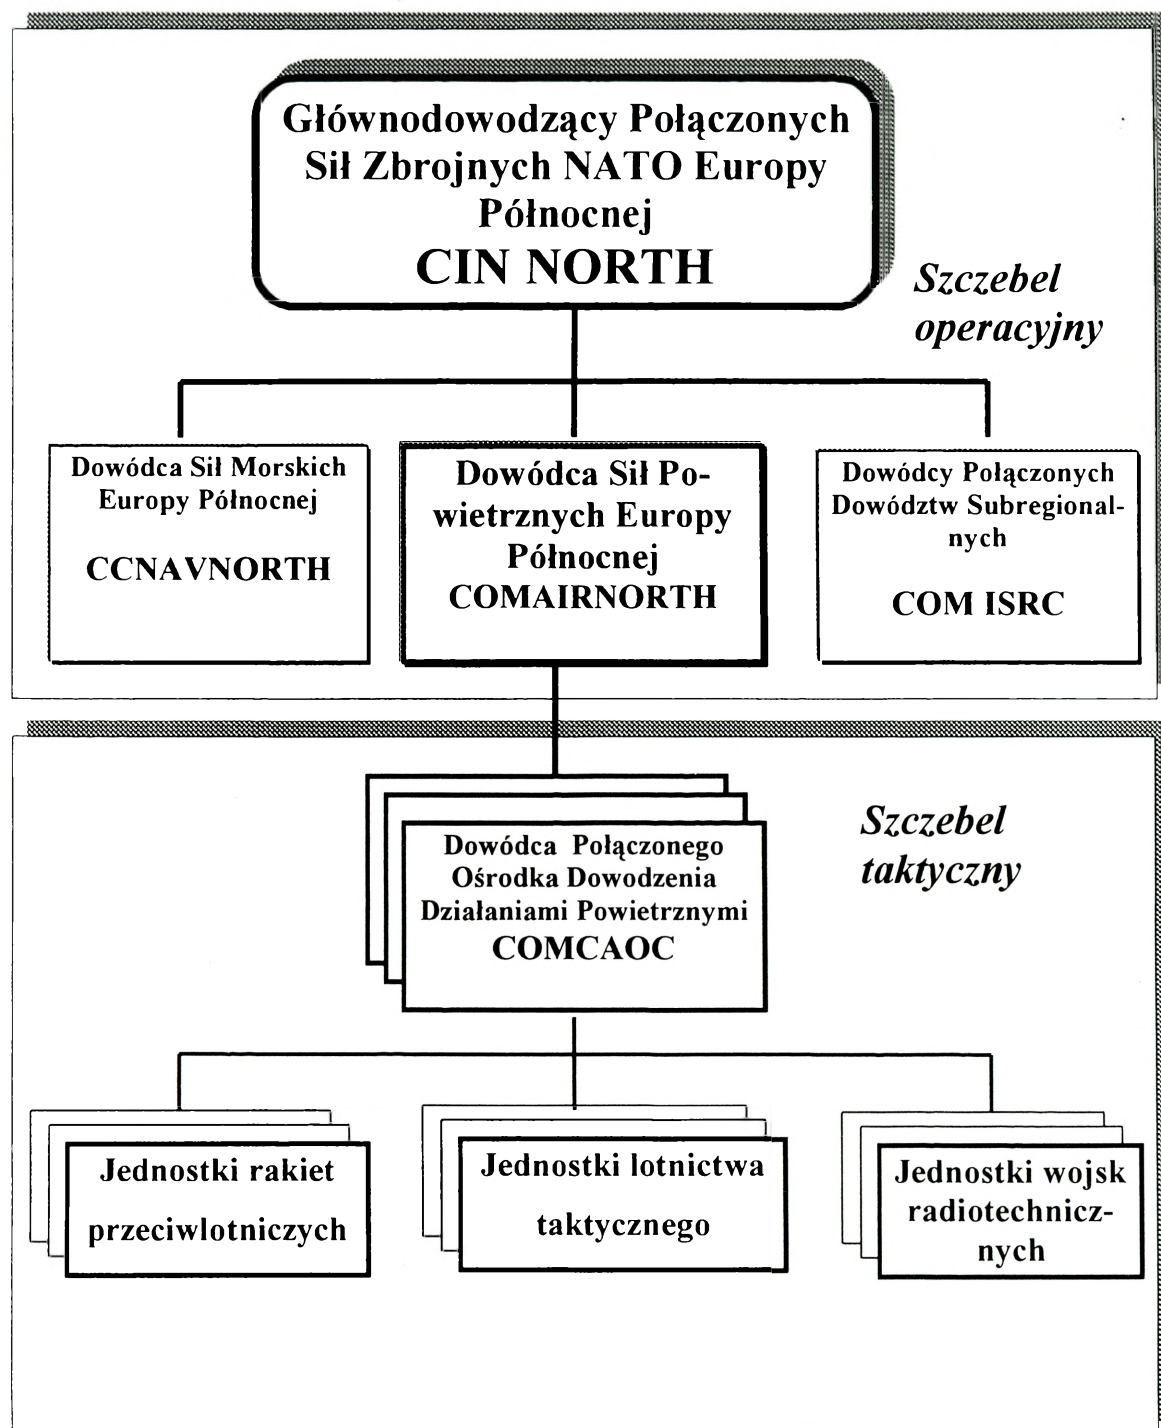 Głównodowodzący Połączonych
Sił Zbrojnych NATO Europy
Północnej
CIN NORTH
Szczebel
operacyjny
Dowódca Sił Morskich
Europy Północnej
CCNAVNORTH
Dowódca Sił Po-
wietrznych Europy
Północnej
COMAIRNORTH
Dowódcy Połączonych
Dowództw Subregional-
nych
COM ISRC
Szczebel
taktyczny
Dowódca Połączonego
Ośrodka Dowodzenia
Działaniami Powietrznymi
COMCAOC
Jednostki rakiet
przeciwlotniczych
Jednostki lotnictwa
taktycznego
Jednostki wojsk
radiotechnicz-
nych